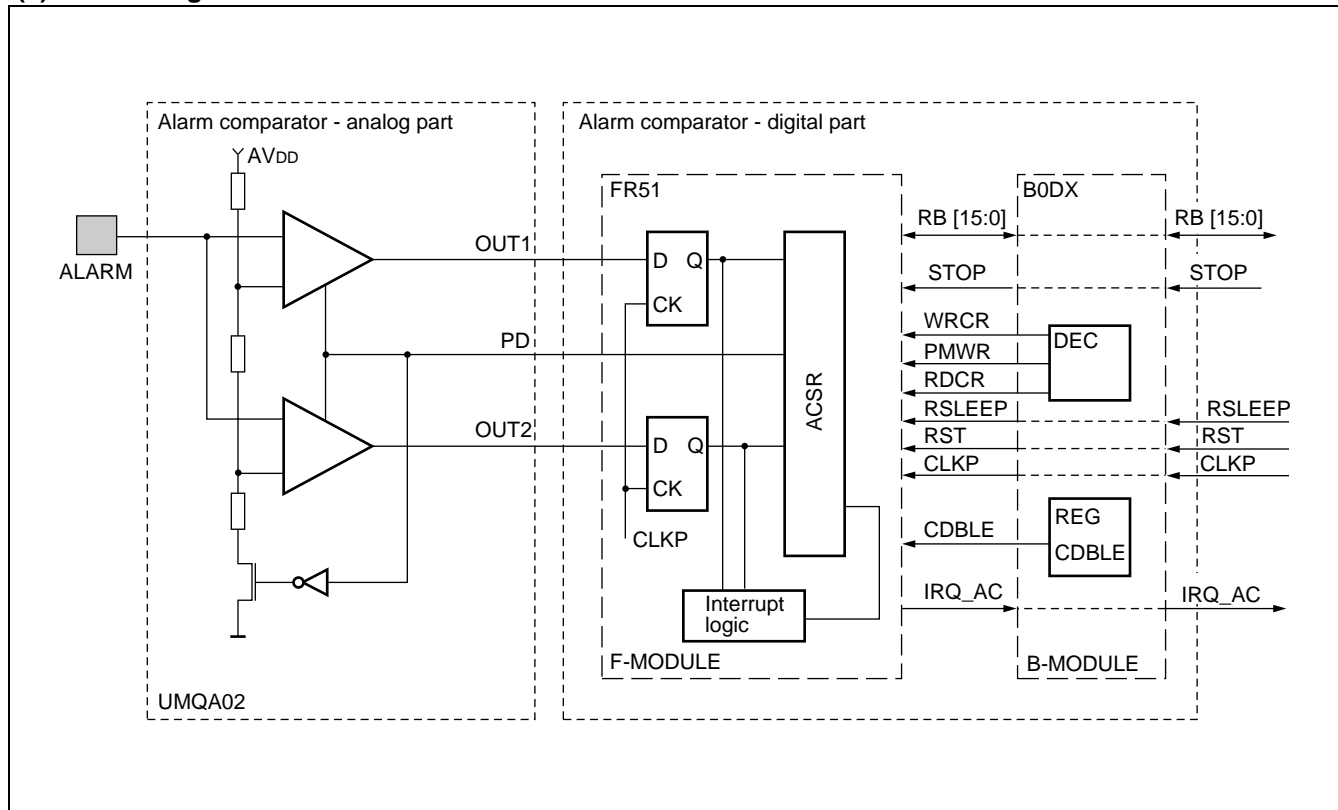 Alarm comparator - analog part
AVDD
ALARM
OUT1
PD
OUT2
UMQA02
Alarm comparator - digital part
FR51
D Q
CK
D Q
CK
CLKP
ACSR
Interrupt
logic
F-MODULE
RB [15:0]
STOP
WRCR
PMWR
RDCR
RSLEEP
RST
CLKP
CDBLE
IRQ_AC
B0DX
DEC
REG
CDBLE
B-MODULE
RB [15:0]
STOP
RSLEEP
RST
CLKP
IRQ_AC